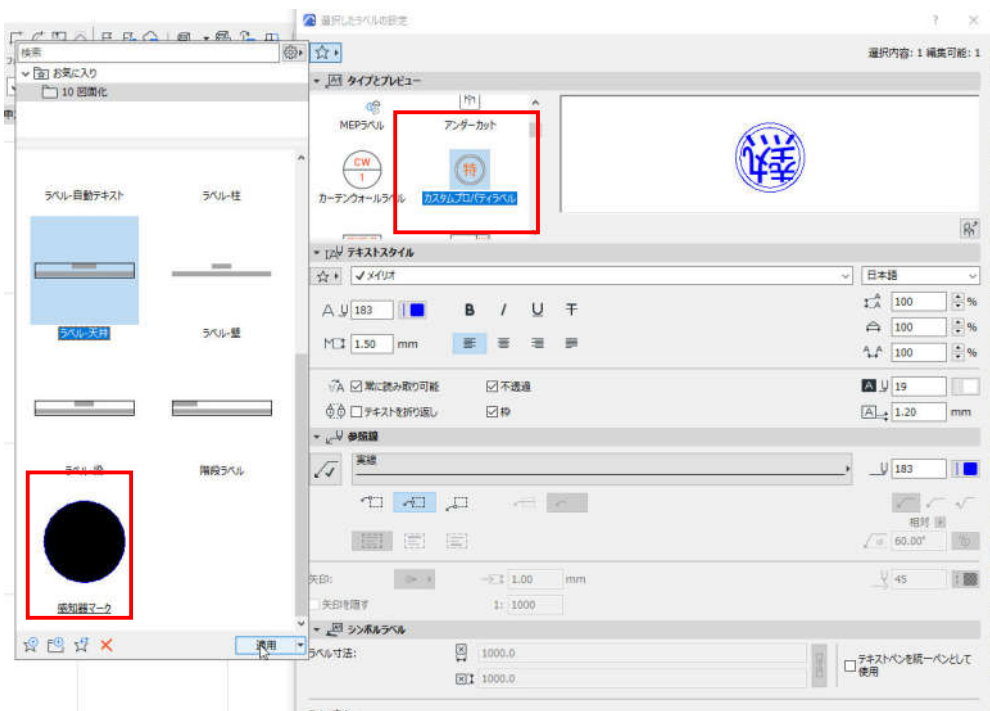 選択したラベルの設定
? ×
検索
お気に入り
10 図面化
ラベル-自動テキスト
ラベル-柱
ラベル-天井
ラベル-壁
階段ラベル
感知器マーク
適用
選択内容: 1 編集可能: 1
タイプとプレビュー
MEPラベル
アンダーカット
CW
1
特
カーテンウォールラベル
カスタムプロパティラベル
テキストスタイル
メイリオ
日本語
183
B / U T
100 %
100 %
1.50 mm
100 %
常に読み取り可能
不透過
19
テキストを折り返し
枠
1.20 mm
参照線
実線
183
相対
60.00°
矢印:
1.00 mm
45
矢印を隠す
1: 1000
シンボルラベル
ラベル寸法:
1000.0
1000.0
テキストペンを統一ペンとして
使用